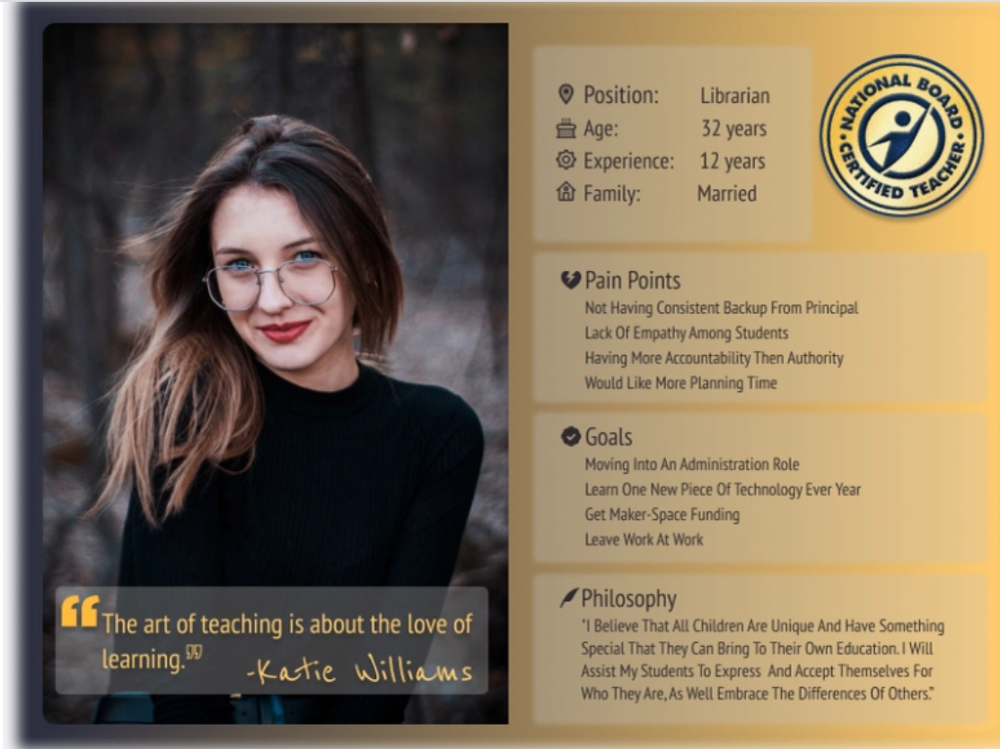 The art of teaching is about the love of
learning.
-Katie Williams
Position: Librarian
Age: 32 years
Experience: 12 years
Family: Married
NATIONAL BOARD
CERTIFIED TEACHER
Pain Points
Not Having Consistent Backup From Principal
Lack Of Empathy Among Students
Having More Accountability Then Authority
Would Like More Planning Time
Goals
Moving Into An Administration Role
Learn One New Piece Of Technology Ever Year
Get Maker-Space Funding
Leave Work At Work
Philosophy
"I Believe That All Children Are Unique And Have Something
Special That They Can Bring To Their Own Education. I Will
Assist My Students To Express And Accept Themselves For
Who They Are, As Well Embrace The Differences Of Others."